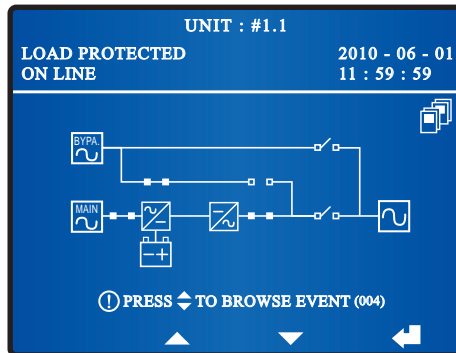 UNIT : #1.1
LOAD PROTECTED 2010 - 06 - 01
ON LINE 11 : 59 : 59
BYPA.
MAIN
PRESS TO BROWSE EVENT (004)